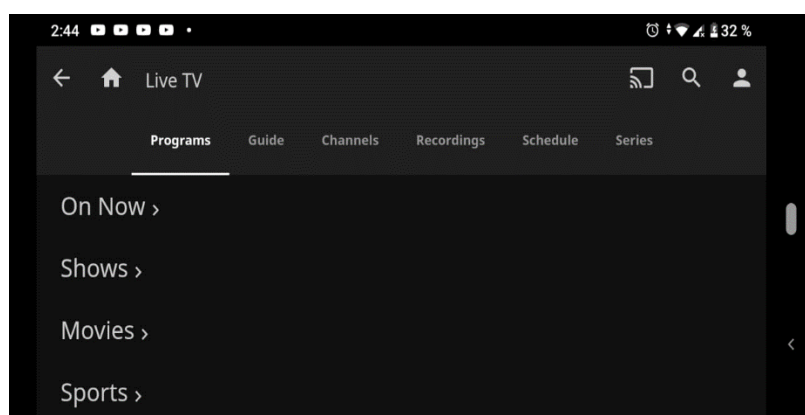 2:44 32 %
Live TV
Programs Guide Channels Recordings Schedule Series
On Now ›
Shows ›
Movies ›
Sports ›